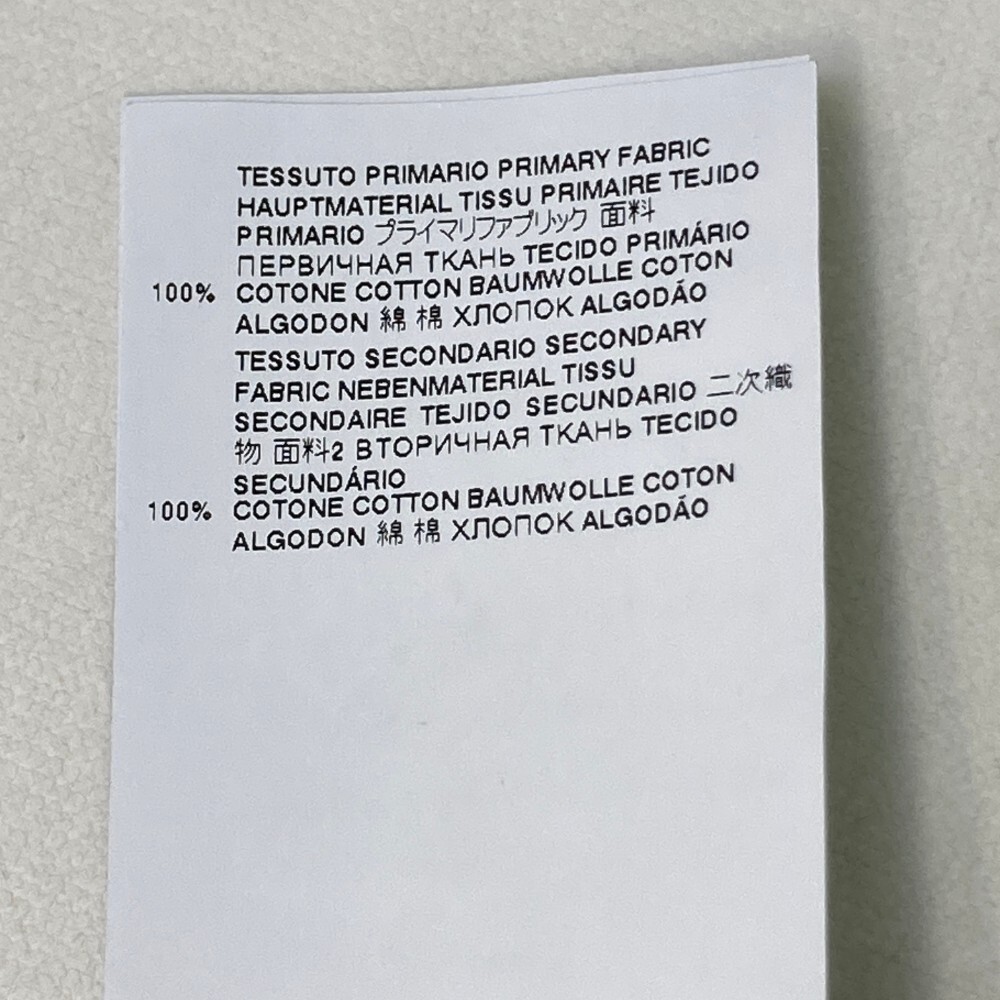 TESSUTO PRIMARIO PRIMARY FABRIC
HAUPTMATERIAL TISSU PRIMAIRE TEJIDO
PRIMARIO プライマリファブリック 面料
ПЕРВИЧНАЯ ТКАНЬ TECIDO PRIMÁRIO
100% COTONE COTTON BAUMWOLLE COTON
ALGODON 綿 棉 ХЛОПОК ALGODÃO
TESSUTO SECONDARIO SECONDARY
FABRIC NEBENMATERIAL TISSU
SECONDAIRE TEJIDO SECUNDARIO 二次織
物 面料2 ВТОРИЧНАЯ ТКАНЬ TECIDO
SECUNDÁRIO
100% COTONE COTTON BAUMWOLLE COTON
ALGODON 綿 棉 ХЛОПОК ALGODÃO